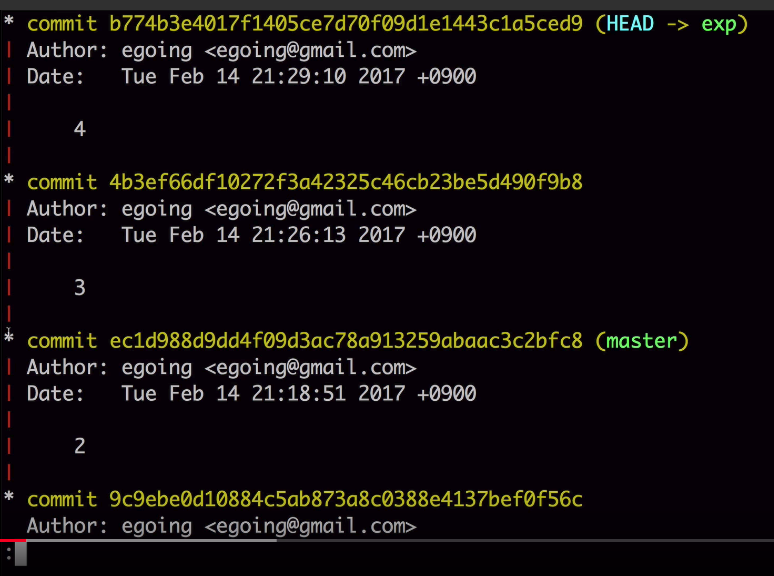 * commit b774b3e4017f1405ce7d70f09d1e1443c1a5ced9 (HEAD -> exp)
| Author: egoing <egoing@gmail.com>
| Date:   Tue Feb 14 21:29:10 2017 +0900
|
|     4
|
* commit 4b3ef66df10272f3a42325c46cb23be5d490f9b8
| Author: egoing <egoing@gmail.com>
| Date:   Tue Feb 14 21:26:13 2017 +0900
|
|     3
|
* commit ec1d988d9dd4f09d3ac78a913259abaac3c2bfc8 (master)
| Author: egoing <egoing@gmail.com>
| Date:   Tue Feb 14 21:18:51 2017 +0900
|
|     2
|
* commit 9c9ebe0d10884c5ab873a8c0388e4137bef0f56c
  Author: egoing <egoing@gmail.com>
: